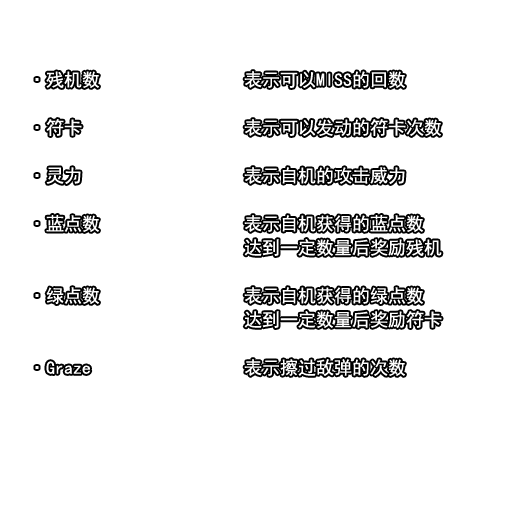 ・残机数 表示可以MISS的回数
・符卡 表示可以发动的符卡次数
・灵力 表示自机的攻击威力
・蓝点数 表示自机获得的蓝点数
达到一定数量后奖励残机
・绿点数 表示自机获得的绿点数
达到一定数量后奖励符卡
・Graze 表示擦过敌弹的次数